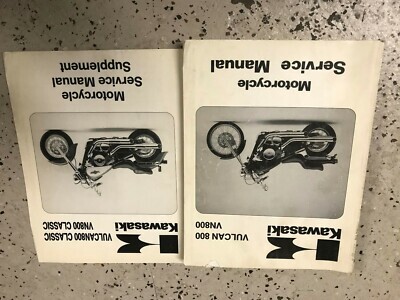 Kawasaki
VULCAN 800
VN800
Motorcycle
Service Manual
Kawasaki
VULCAN800 CLASSIC
VN800 CLASSIC
Motorcycle
Service Manual
Supplement